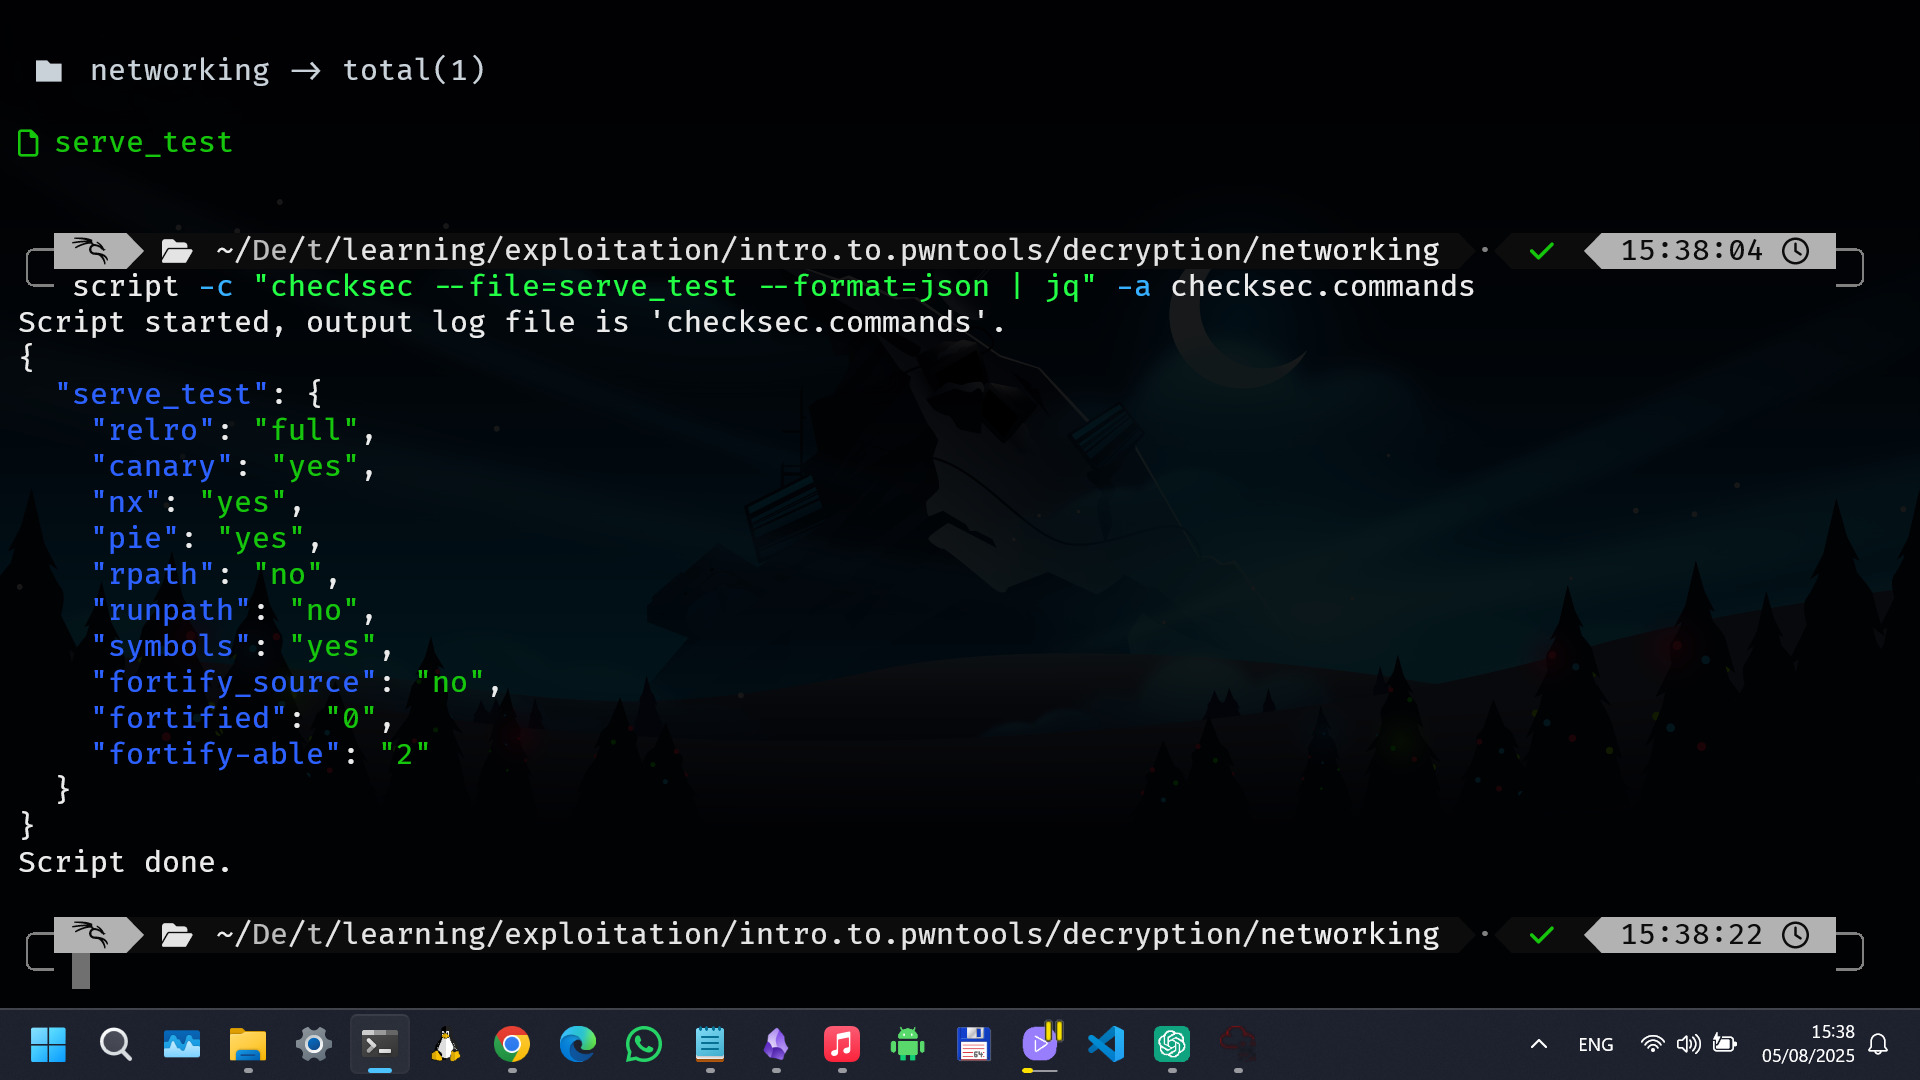 networking → total(1)
serve_test
~/De/t/learning/exploitation/intro.to.pwntools/decryption/networking 15:38:04
script -c "checksec --file=serve_test --format=json | jq" -a checksec.commands
Script started, output log file is 'checksec.commands'.
{
"serve_test": {
"relro": "full",
"canary": "yes",
"nx": "yes",
"pie": "yes",
"rpath": "no",
"runpath": "no",
"symbols": "yes",
"fortify_source": "no",
"fortified": "0",
"fortify-able": "2"
}
}
Script done.
~/De/t/learning/exploitation/intro.to.pwntools/decryption/networking 15:38:22
64
ENG
15:38
05/08/2025